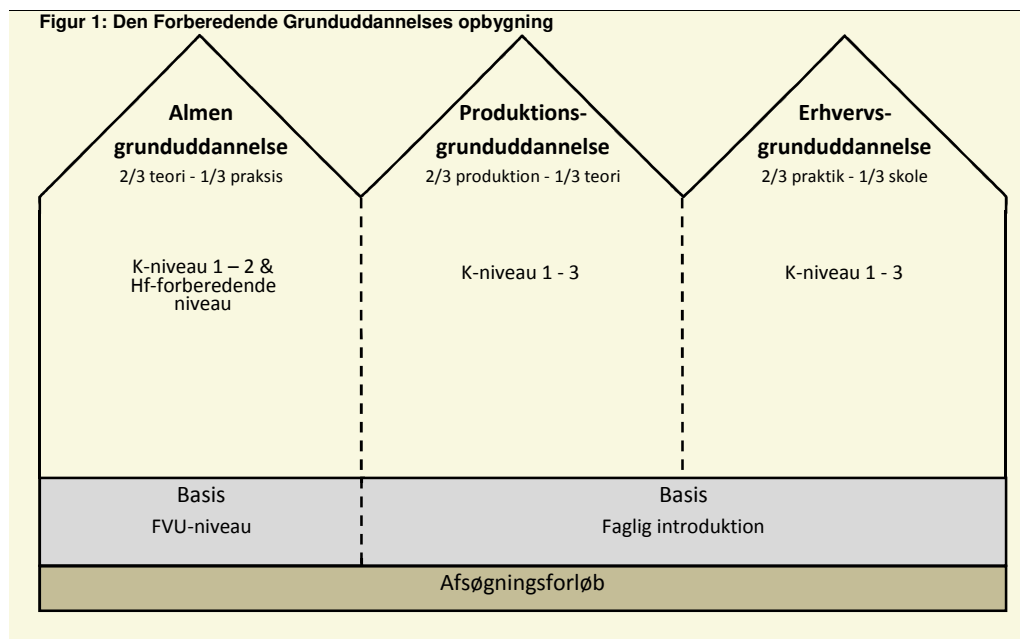 Figur 1: Den Forberedende Grunduddannelses opbygning
Almen
grunduddannelse
2/3 teori - 1/3 praksis
K-niveau 1 – 2 &
Hf-forberedende
niveau
Produktions-
grunduddannelse
2/3 produktion - 1/3 teori
K-niveau 1 - 3
Erhvervs-
grunduddannelse
2/3 praktik - 1/3 skole
K-niveau 1 - 3
Basis
FVU-niveau
Basis
Faglig introduktion
Afsøgningsforløb